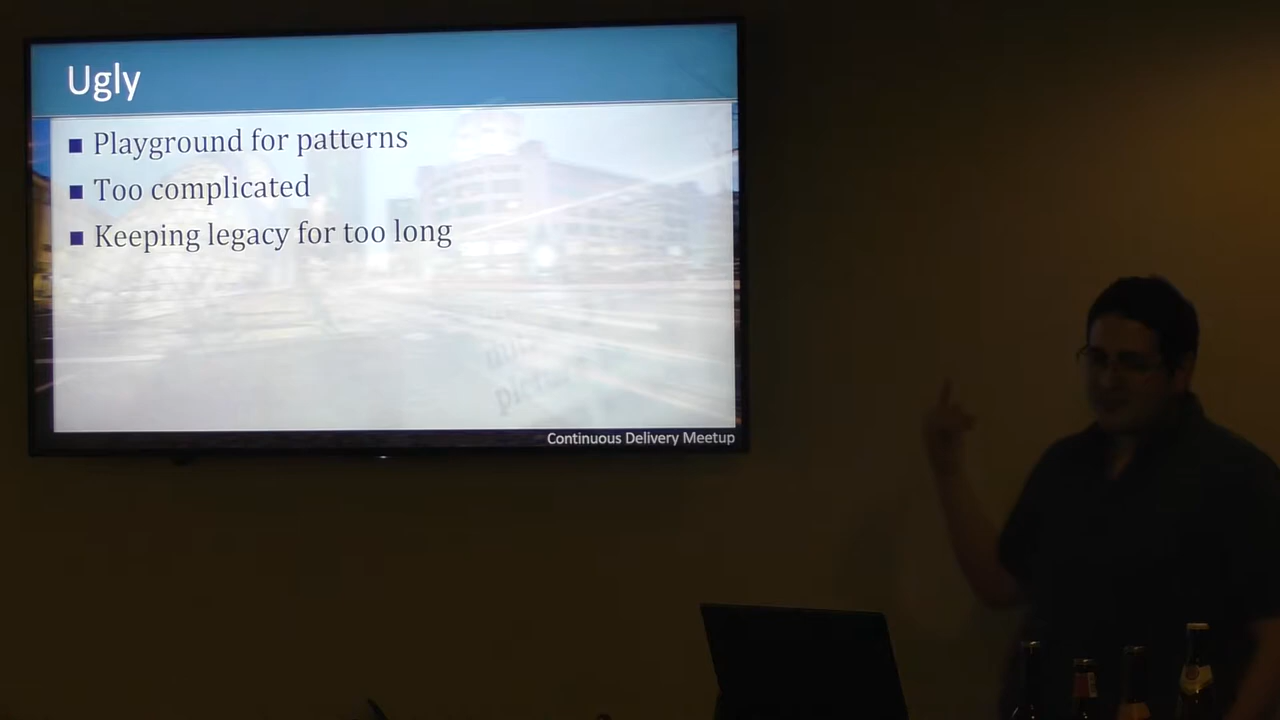 Ugly
Playground for patterns
Too complicated
Keeping legacy for too long
Continuous Delivery Meetup